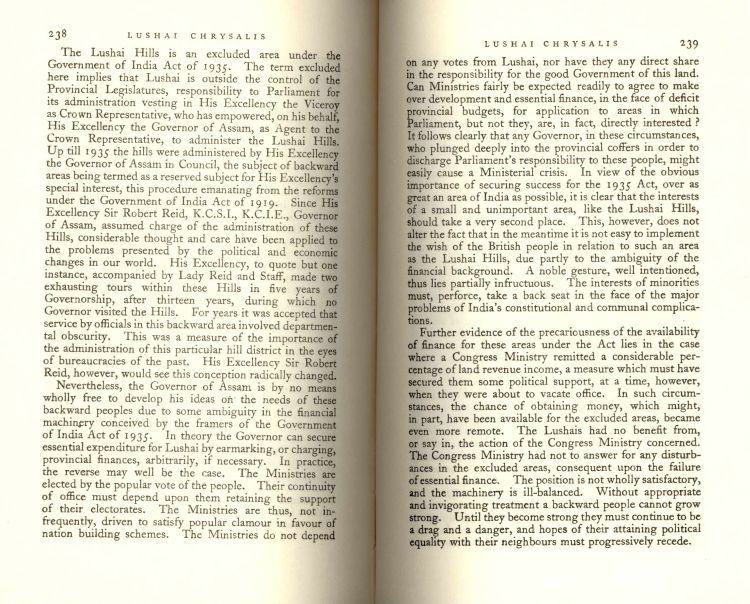 238
LUSHAI CHRYSALIS
The Lushai Hills is an excluded area under the
Government of India Act of 1935. The term excluded
here implies that Lushai is outside the control of the
Provincial Legislatures, responsibility to Parliament for
its administration vesting in His Excellency the Viceroy
as Crown Representative, who has empowered, on his behalf,
His Excellency the Governor of Assam, as Agent to the
Crown Representative, to administer the Lushai Hills.
Up till 1935 the hills were administered by His Excellency
the Governor of Assam in Council, the subject of backward
areas being termed as a reserved subject for His Excellency's
special interest, this procedure emanating from the reforms
under the Government of India Act of 1919. Since His
Excellency Sir Robert Reid, K.C.S.I., K.C.I.E., Governor
of Assam, assumed charge of the administration of these
Hills, considerable thought and care have been applied to
the problems presented by the political and economic
changes in our world. His Excellency, to quote but one
instance, accompanied by Lady Reid and Staff, made two
exhausting tours within these Hills in five years of
Governorship, after thirteen years, during which no
Governor visited the Hills. For years it was accepted that
service by officials in this backward area involved departmen-
tal obscurity. This was a measure of the importance of
the administration of this particular hill district in the eyes
of bureaucracies of the past. His Excellency Sir Robert
Reid, however, would see this conception radically changed.
Nevertheless, the Governor of Assam is by no means
wholly free to develop his ideas on the needs of these
backward peoples due to some ambiguity in the financial
machinery conceived by the framers of the Government
of India Act of 1935. In theory the Governor can secure
essential expenditure for Lushai by earmarking, or charging,
provincial finances, arbitrarily, if necessary. In practice,
the reverse may well be the case. The Ministries are
elected by the popular vote of the people. Their continuity
of office must depend upon them retaining the support
of their electorates. The Ministries are thus, not in-
frequently, driven to satisfy popular clamour in favour of
nation building schemes. The Ministries do not depend
LUSHAI CHRYSALIS
239
on any votes from Lushai, nor have they any direct share
in the responsibility for the good Government of this land.
Can Ministries fairly be expected readily to agree to make
over development and essential finance, in the face of deficit
provincial budgets, for application to areas in which
Parliament, but not they, are, in fact, directly interested?
It follows clearly that any Governor, in these circumstances,
who plunged deeply into the provincial coffers in order to
discharge Parliament's responsibility to these people, might
easily cause a Ministerial crisis. In view of the obvious
importance of securing success for the 1935 Act, over as
great an area of India as possible, it is clear that the interests
of a small and unimportant area, like the Lushai Hills,
should take a very second place. This, however, does not
alter the fact that in the meantime it is not easy to implement
the wish of the British people in relation to such an area
as the Lushai Hills, due partly to the ambiguity of the
financial background. A noble gesture, well intentioned,
thus lies partially infructuous. The interests of minorities
must, perforce, take a back seat in the face of the major
problems of India's constitutional and communal complica-
tions.
Further evidence of the precariousness of the availability
of finance for these areas under the Act lies in the case
where a Congress Ministry remitted a considerable per-
centage of land revenue income, a measure which must have
secured them some political support, at a time, however,
when they were about to vacate office. In such circum-
stances, the chance of obtaining money, which might,
in part, have been available for the excluded areas, became
even more remote. The Lushais had no benefit from,
or say in, the action of the Congress Ministry concerned.
The Congress Ministry had not to answer for any disturb-
ances in the excluded areas, consequent upon the failure
of essential finance. The position is not wholly satisfactory,
and the machinery is ill-balanced. Without appropriate
and invigorating treatment a backward people cannot grow
strong. Until they become strong they must continue to be
a drag and a danger, and hopes of their attaining political
equality with their neighbours must progressively recede.